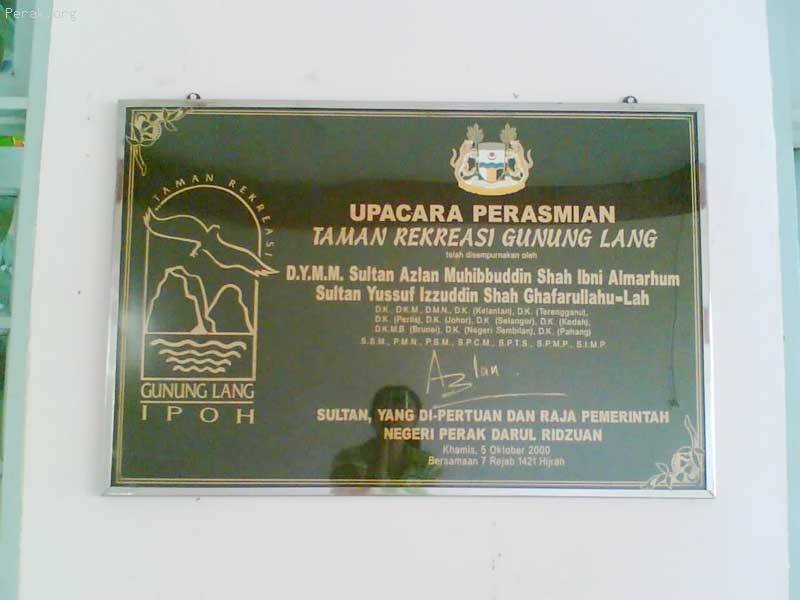 Perak.org
TAMAN REKREASI
GUNUNG LANG
IPOH
UPACARA PERASMIAN
TAMAN REKREASI GUNUNG LANG
telah disempurnakan oleh
D.Y.M.M. Sultan Azlan Muhibbuddin Shah Ibni Almarhum
Sultan Yussuf Izzuddin Shah Ghafarullahu-Lah
D.K., D.K.M., D.M.N., D.K. (Kelantan), D.K. (Terengganu),
D.K. (Perlis), D.K. (Johor), D.K. (Selangor), D.K. (Kedah),
D.K.M.B. (Brunei), D.K. (Negeri Sembilan), D.K. (Pahang)
S.S.M., P.M.N., P.S.M., S.P.C.M., S.P.T.S., S.P.M.P., S.I.M.P.
Azlan
SULTAN, YANG DI-PERTUAN DAN RAJA PEMERINTAH
NEGERI PERAK DARUL RIDZUAN
Khamis, 5 Oktober 2000
Bersamaan 7 Rejab 1421 Hijrah